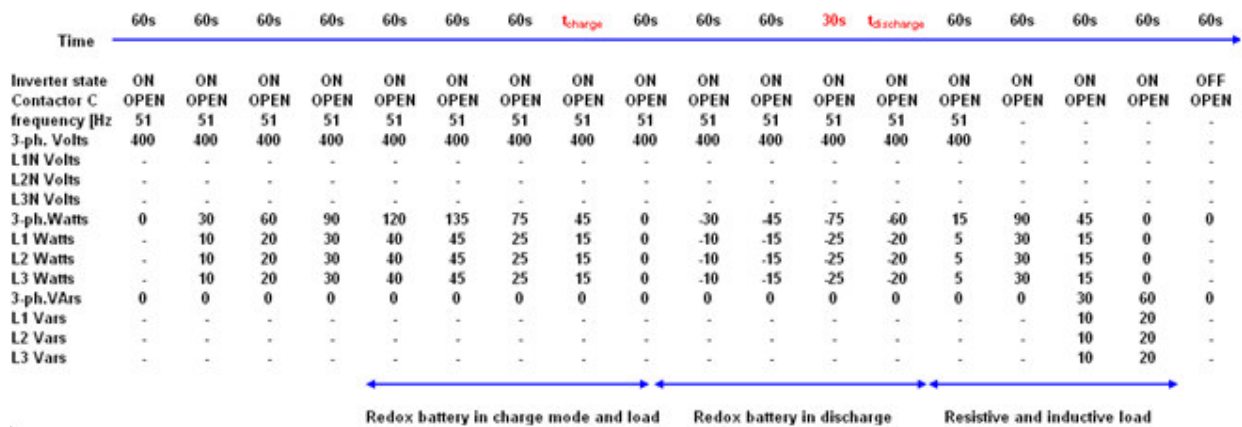 60s 60s 60s 60s 60s 60s 60s tcharge 60s 60s 60s 30s tdischarge 60s 60s 60s 60s 60s
Time
Inverter state ON ON ON ON ON ON ON ON ON ON ON ON ON ON ON ON ON OFF
Contactor C OPEN OPEN OPEN OPEN OPEN OPEN OPEN OPEN OPEN OPEN OPEN OPEN OPEN OPEN OPEN OPEN OPEN OPEN
frequency [Hz 51 51 51 51 51 51 51 51 51 51 51 51 51 51 - - - -
3-ph. Volts 400 400 400 400 400 400 400 400 400 400 400 400 400 400 - - - -
L1N Volts - - - - - - - - - - - - - - - - - -
L2N Volts - - - - - - - - - - - - - - - - - -
L3N Volts - - - - - - - - - - - - - - - - - -
3-ph.Watts 0 30 60 90 120 135 75 45 0 -30 -45 -75 -60 15 90 45 0 0
L1 Watts - 10 20 30 40 45 25 15 0 -10 -15 -25 -20 5 30 15 0 -
L2 Watts - 10 20 30 40 45 25 15 0 -10 -15 -25 -20 5 30 15 0 -
L3 Watts - 10 20 30 40 45 25 15 0 -10 -15 -25 -20 5 30 15 0 -
3-ph.VArs 0 0 0 0 0 0 0 0 0 0 0 0 0 0 0 30 60 0
L1 Vars - - - - - - - - - - - - - - - 10 20 -
L2 Vars - - - - - - - - - - - - - - - 10 20 -
L3 Vars - - - - - - - - - - - - - - - 10 20 -
Redox battery in charge mode and load Redox battery in discharge Resistive and inductive load